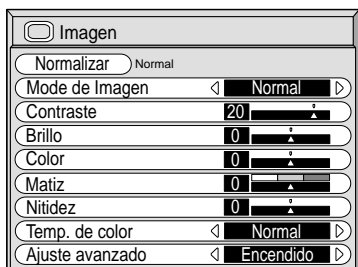 Imagen
Normalizar Normal
Mode de Imagen Normal
Contraste 20
Brillo 0
Color 0
Matiz 0
Nitidez 0
Temp. de color Normal
Ajuste avanzado Encendido